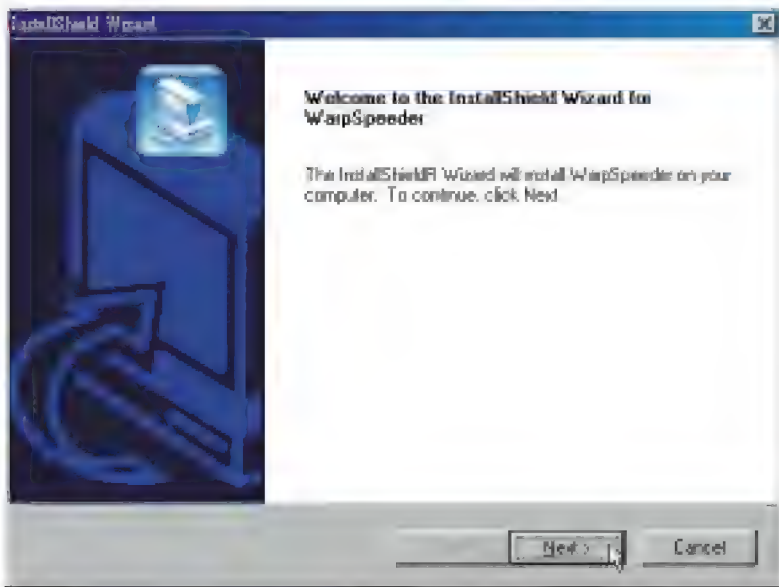 InstallShield Wizard
Welcome to the InstallShield Wizard for
WarpSpeeder
The InstallShieldR Wizard will install WarpSpeeder on your
computer. To continue, click Next
Next >
Cancel